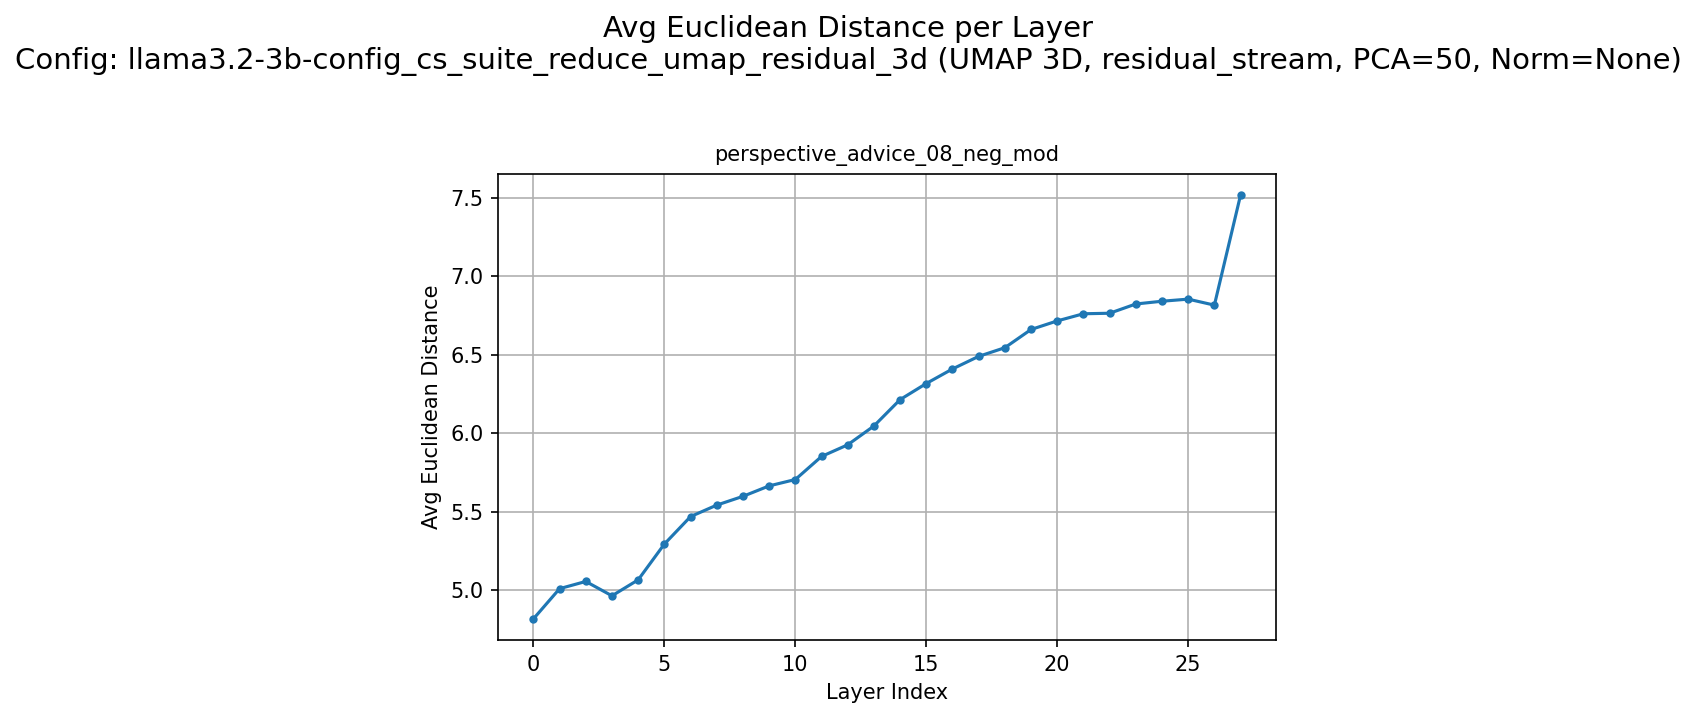 Avg Euclidean Distance per Layer
Config: llama3.2-3b-config_cs_suite_reduce_umap_residual_3d (UMAP 3D, residual_stream, PCA=50, Norm=None)
perspective_advice_08_neg_mod
Avg Euclidean Distance
7.5
7.0
6.5
6.0
5.5
5.0
0 5 10 15 20 25
Layer Index